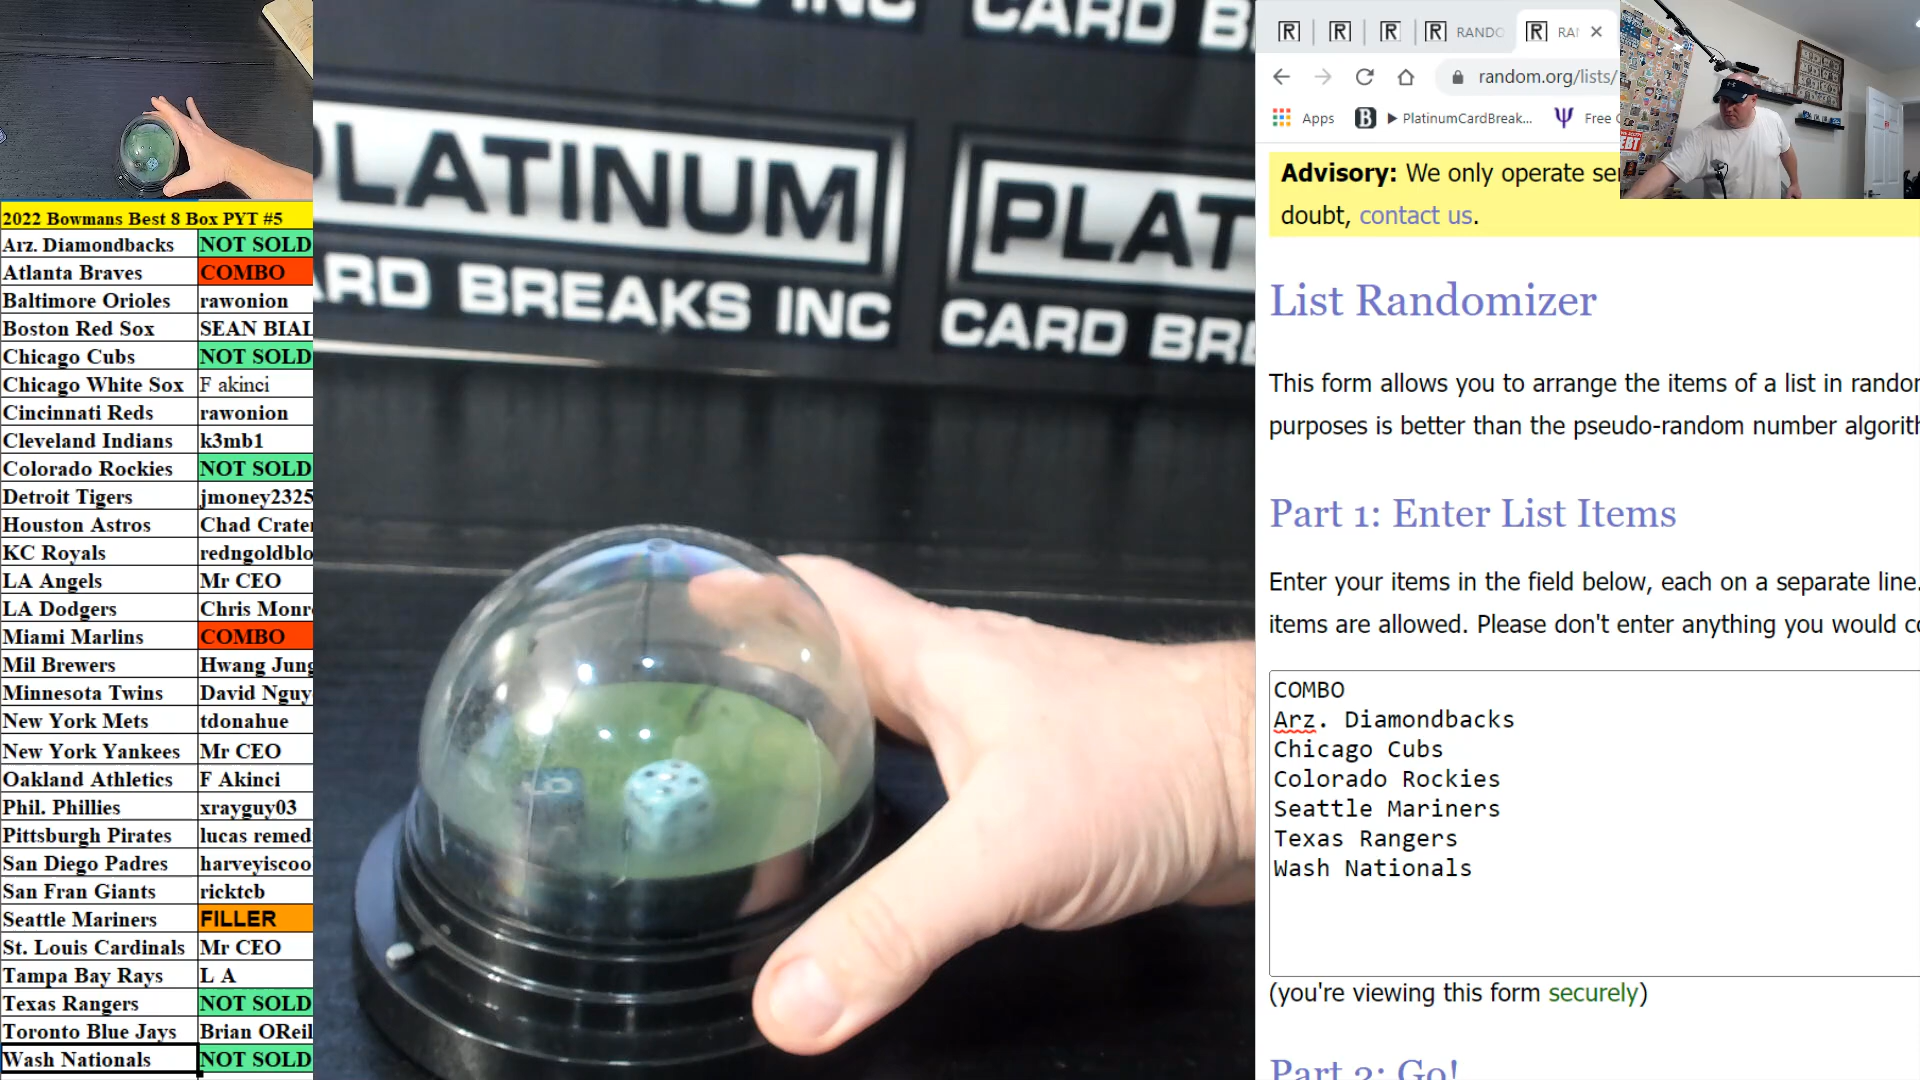 2022 Bowmans Best 8 Box PYT #5
Arz. Diamondbacks NOT SOLD
Atlanta Braves COMBO
Baltimore Orioles rawonion
Boston Red Sox SEAN BIAL
Chicago Cubs NOT SOLD
Chicago White Sox F akinci
Cincinnati Reds rawonion
Cleveland Indians k3mb1
Colorado Rockies NOT SOLD
Detroit Tigers jmoney2325
Houston Astros Chad Crater
KC Royals redngoldblo
LA Angels Mr CEO
LA Dodgers Chris Monr
Miami Marlins COMBO
Mil Brewers Hwang Jung
Minnesota Twins David Nguy
New York Mets tdonahue
New York Yankees Mr CEO
Oakland Athletics F Akinci
Phil. Phillies xrayguy03
Pittsburgh Pirates lucas remed
San Diego Padres harveyiscoo
San Fran Giants ricktcb
Seattle Mariners FILLER
St. Louis Cardinals Mr CEO
Tampa Bay Rays L A
Texas Rangers NOT SOLD
Toronto Blue Jays Brian OReil
Wash Nationals NOT SOLD
INC CARD B
PLATINUM PLAT
ARD BREAKS INC CARD BRE
RANDO RAN
random.org/lists/
Apps PlatinumCardBreak... Free
Advisory: We only operate ser
doubt, contact us.
List Randomizer
This form allows you to arrange the items of a list in random
purposes is better than the pseudo-random number algorith
Part 1: Enter List Items
Enter your items in the field below, each on a separate line.
items are allowed. Please don't enter anything you would co
COMBO
Arz. Diamondbacks
Chicago Cubs
Colorado Rockies
Seattle Mariners
Texas Rangers
Wash Nationals
(you're viewing this form securely)
Part 2: Go!